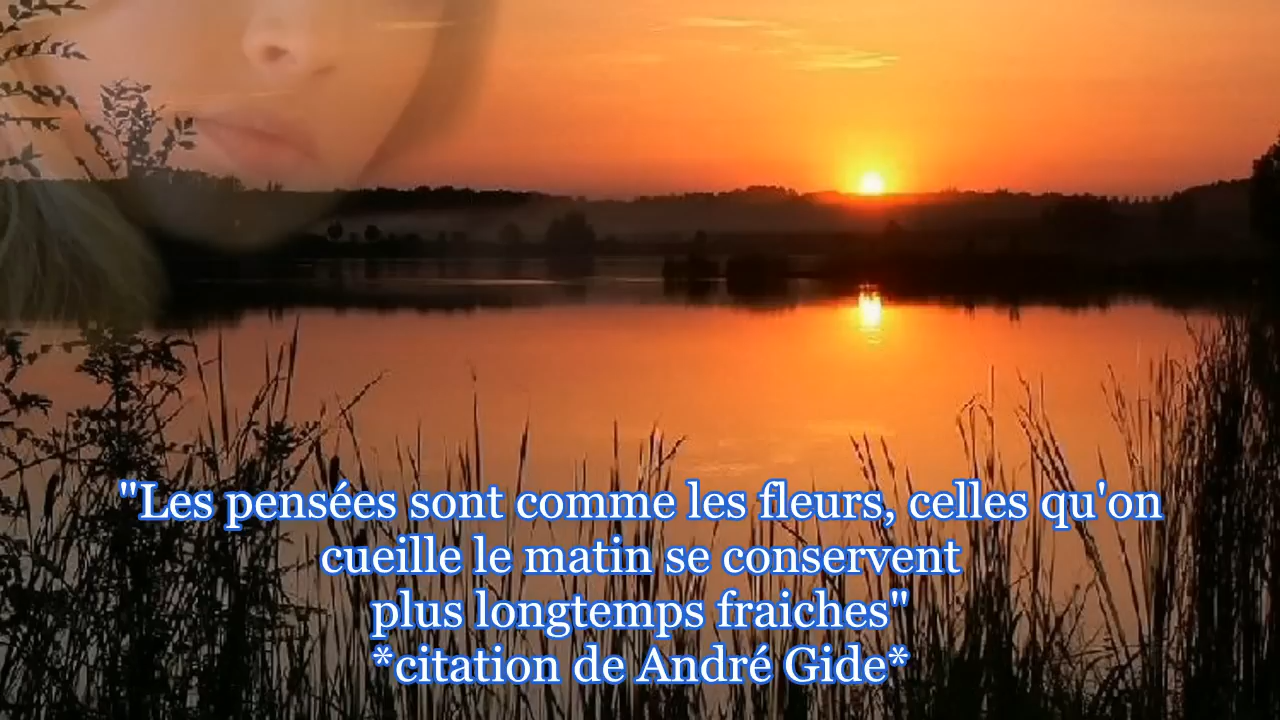 "Les pensées sont comme les fleurs, celles qu'on
cueille le matin se conservent
plus longtemps fraiches"
*citation de André Gide*